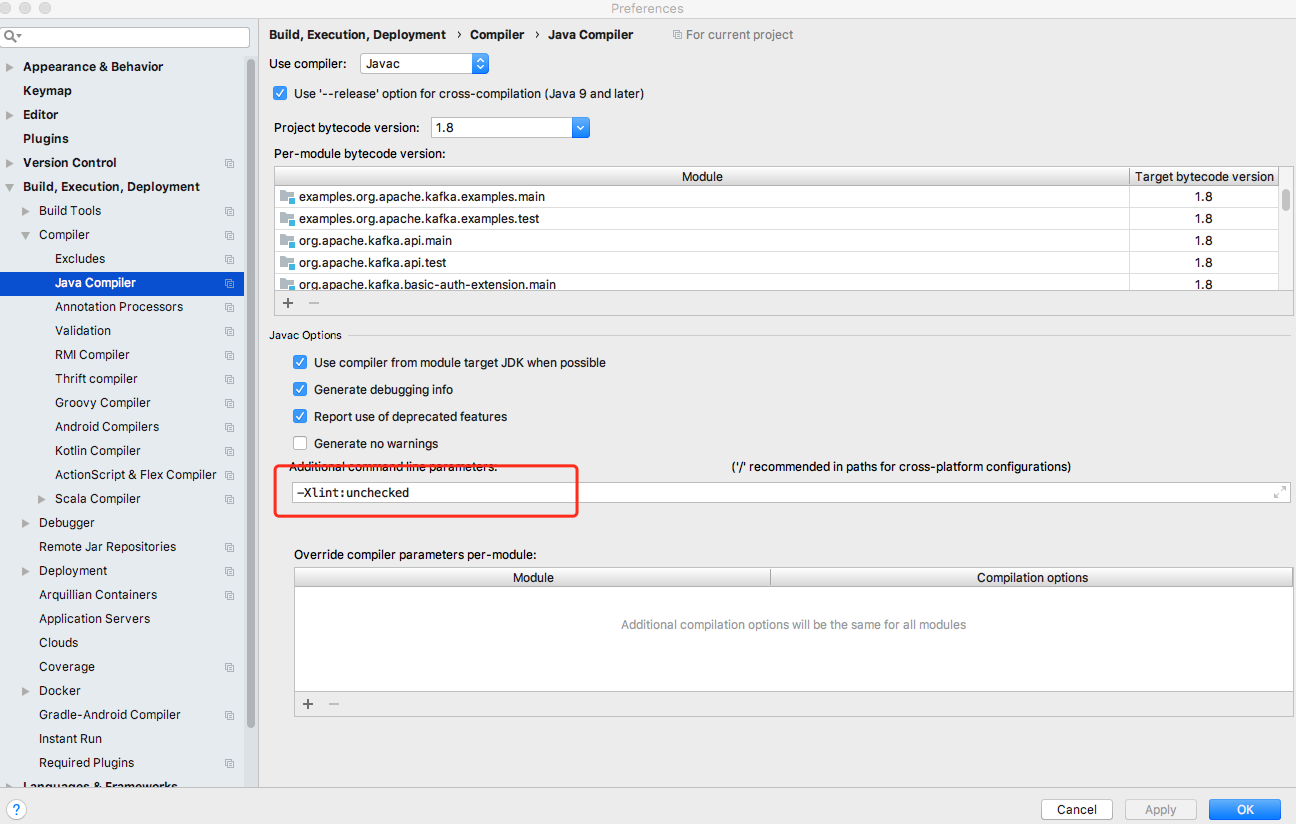 Preferences
Build, Execution, Deployment › Compiler › Java Compiler For current project
Use compiler: Javac
Use '--release' option for cross-compilation (Java 9 and later)
Project bytecode version: 1.8
Per-module bytecode version:
Module Target bytecode version
examples.org.apache.kafka.examples.main 1.8
examples.org.apache.kafka.examples.test 1.8
org.apache.kafka.api.main 1.8
org.apache.kafka.api.test 1.8
org.apache.kafka.basic-auth-extension.main 1.8
Javac Options
Use compiler from module target JDK when possible
Generate debugging info
Report use of deprecated features
Generate no warnings
Additional command line parameters: ('/' recommended in paths for cross-platform configurations)
-Xlint:unchecked
Override compiler parameters per-module:
Module Compilation options
Additional compilation options will be the same for all modules
Appearance & Behavior
Keymap
Editor
Plugins
Version Control
Build, Execution, Deployment
Build Tools
Compiler
Excludes
Java Compiler
Annotation Processors
Validation
RMI Compiler
Thrift compiler
Groovy Compiler
Android Compilers
Kotlin Compiler
ActionScript & Flex Compiler
Scala Compiler
Debugger
Remote Jar Repositories
Deployment
Arquillian Containers
Application Servers
Clouds
Coverage
Docker
Gradle-Android Compiler
Instant Run
Required Plugins
Languages & Frameworks
?
Cancel Apply OK